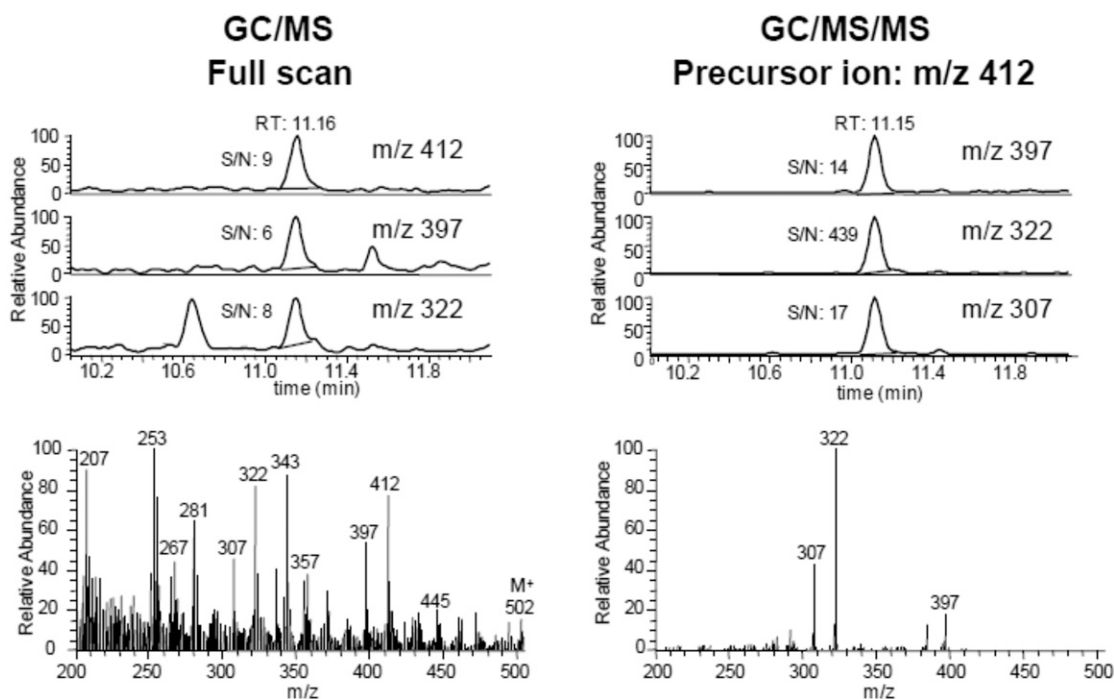 GC/MS
Full scan
RT: 11.16
Relative Abundance
100
50
0
S/N: 9
m/z 412
100
50
0
S/N: 6
m/z 397
100
50
0
S/N: 8
m/z 322
10.2 10.6 11.0 11.4 11.8
time (min)
Relative Abundance
100
80
60
40
20
0
207
253
267
281
307
322
343
357
397
412
445
M+
502
200 250 300 350 400 450 500
m/z
GC/MS/MS
Precursor ion: m/z 412
RT: 11.15
Relative Abundance
100
50
0
S/N: 14
m/z 397
100
50
0
S/N: 439
m/z 322
100
50
0
S/N: 17
m/z 307
10.2 10.6 11.0 11.4 11.8
time (min)
Relative Abundance
100
80
60
40
20
0
307
322
397
200 250 300 350 400 450 500
m/z